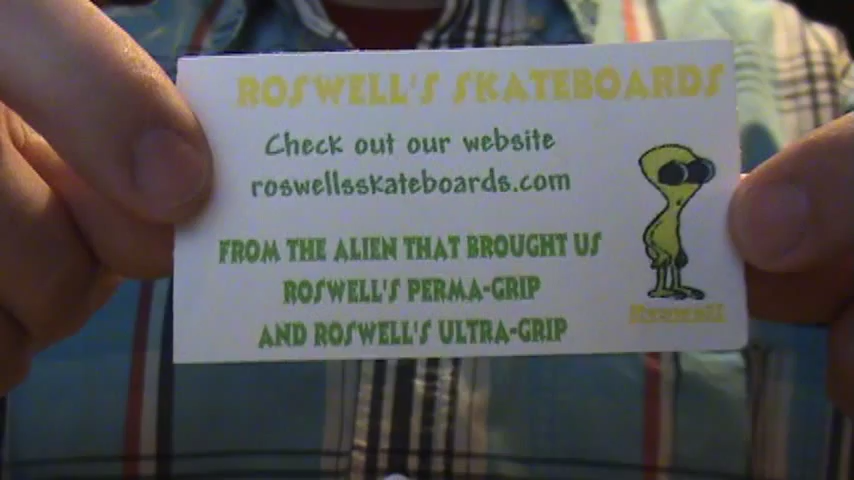 ROSWELL'S SKATEBOARDS
Check out our website
roswellsskateboards.com
FROM THE ALIEN THAT BROUGHT US
ROSWELL'S PERMA-GRIP
AND ROSWELL'S ULTRA-GRIP
Roswell